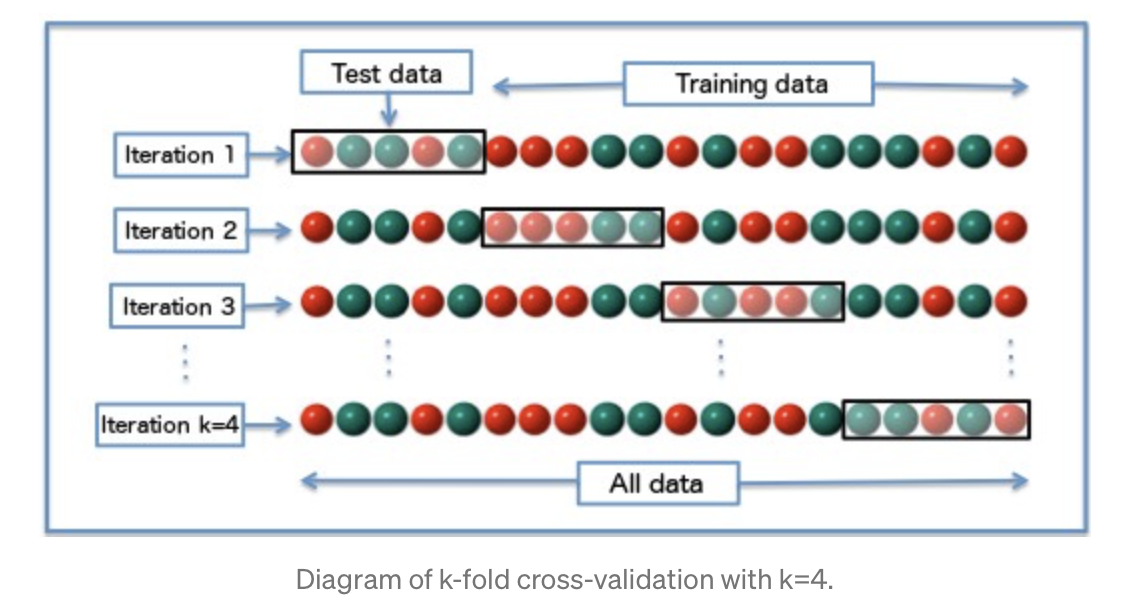 Test data
Training data
Iteration 1
Iteration 2
Iteration 3
Iteration k=4
All data
Diagram of k-fold cross-validation with k=4.